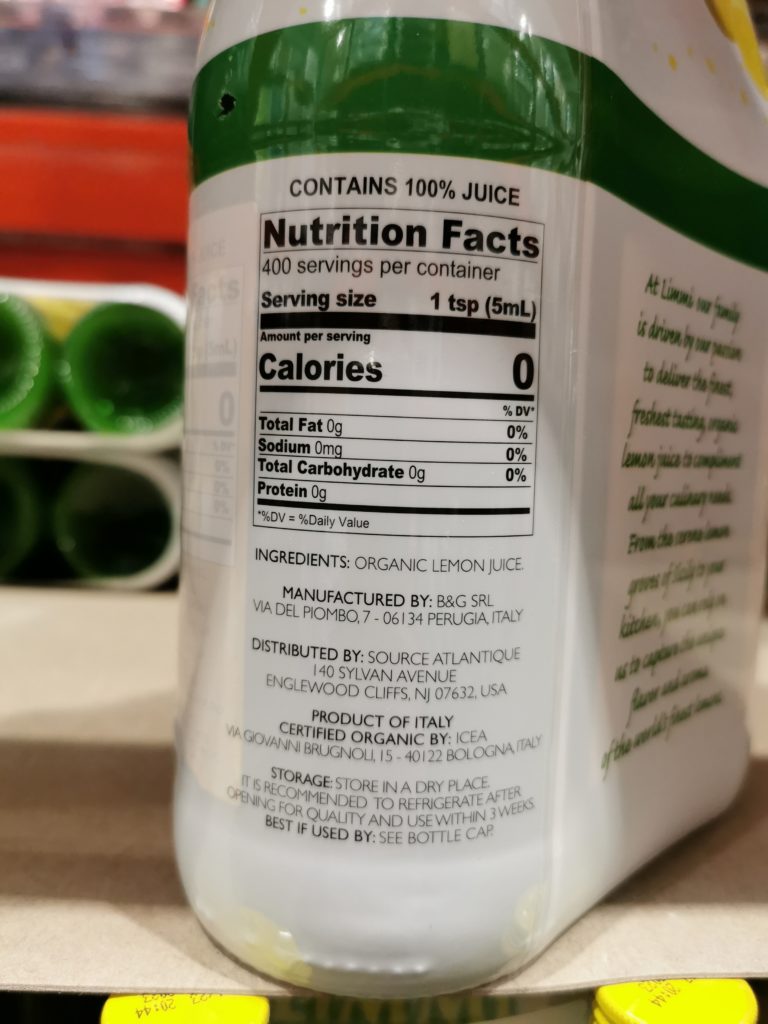 CONTAINS 100% JUICE
Nutrition Facts
400 servings per container
Serving size 1 tsp (5mL)
Amount per serving
Calories 0
% DV*
Total Fat 0g 0%
Sodium 0mg 0%
Total Carbohydrate 0g 0%
Protein 0g
*%DV = %Daily Value
INGREDIENTS: ORGANIC LEMON JUICE.
MANUFACTURED BY: B&G SRL
VIA DEL PIOMBO, 7 - 06134 PERUGIA, ITALY
DISTRIBUTED BY: SOURCE ATLANTIQUE
140 SYLVAN AVENUE
ENGLEWOOD CLIFFS, NJ 07632, USA
PRODUCT OF ITALY
CERTIFIED ORGANIC BY: ICEA
VIA GIOVANNI BRUGNOLI, 15 - 40122 BOLOGNA, ITALY
STORAGE: STORE IN A DRY PLACE.
IT IS RECOMMENDED TO REFRIGERATE AFTER
OPENING FOR QUALITY AND USE WITHIN 3 WEEKS.
BEST IF USED BY: SEE BOTTLE CAP.
At Limmi our family
is driven by our passion
to deliver the finest,
freshest tasting, organic
lemon juice to compliment
all your culinary needs.
From the
groves of Sicily to your
kitchen, you can rely on
us to capture the unique
flavor and aroma
of the world's finest lemons.
20:44
20:44